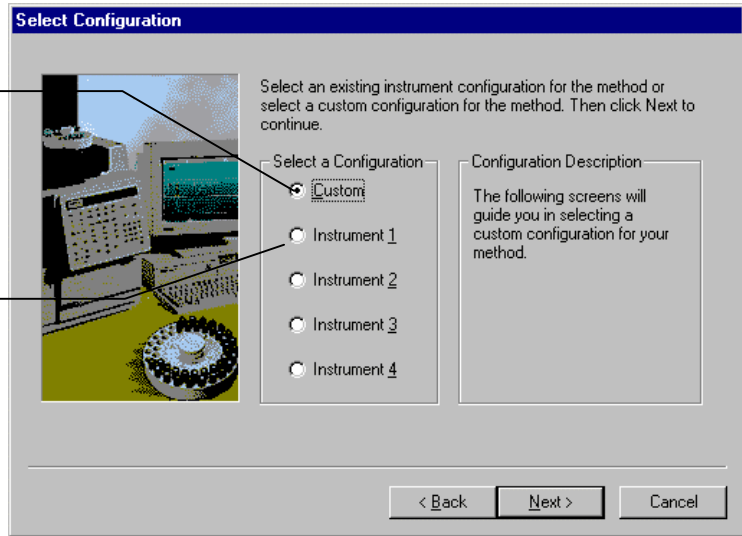 Select Configuration
Select an existing instrument configuration for the method or
select a custom configuration for the method. Then click Next to
continue.
Select a Configuration
Custom
Instrument 1
Instrument 2
Instrument 3
Instrument 4
Configuration Description
The following screens will
guide you in selecting a
custom configuration for your
method.
< Back
Next >
Cancel